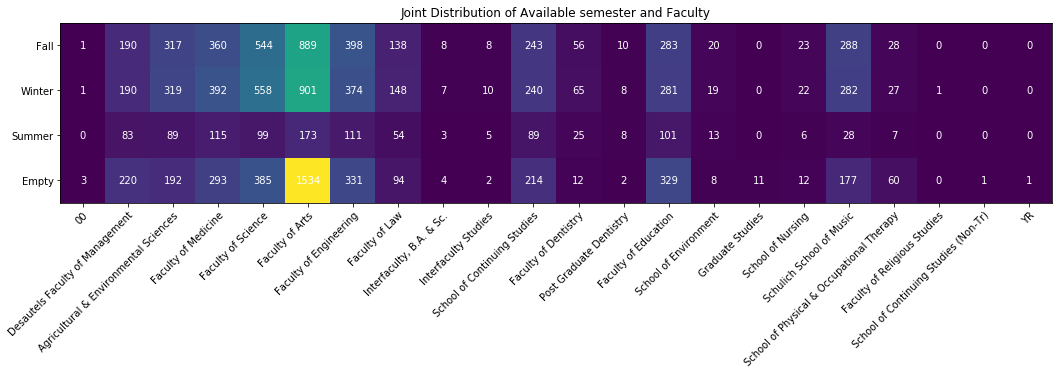 Joint Distribution of Available semester and Faculty
Fall 1 190 317 360 544 889 398 138 8 8 243 56 10 283 20 0 23 288 28 0 0 0
Winter 1 190 319 392 558 901 374 148 7 10 240 65 8 281 19 0 22 282 27 1 0 0
Summer 0 83 89 115 99 173 111 54 3 5 89 25 8 101 13 0 6 28 7 0 0 0
Empty 3 220 192 293 385 1534 331 94 4 2 214 12 2 329 8 11 12 177 60 0 1 1
00
Desautels Faculty of Management
Agricultural & Environmental Sciences
Faculty of Medicine
Faculty of Science
Faculty of Arts
Faculty of Engineering
Faculty of Law
Interfaculty, B.A. & Sc.
Interfaculty Studies
School of Continuing Studies
Faculty of Dentistry
Post Graduate Dentistry
Faculty of Education
School of Environment
Graduate Studies
School of Nursing
Schulich School of Music
School of Physical & Occupational Therapy
Faculty of Religious Studies
School of Continuing Studies (Non-Tr)
YR